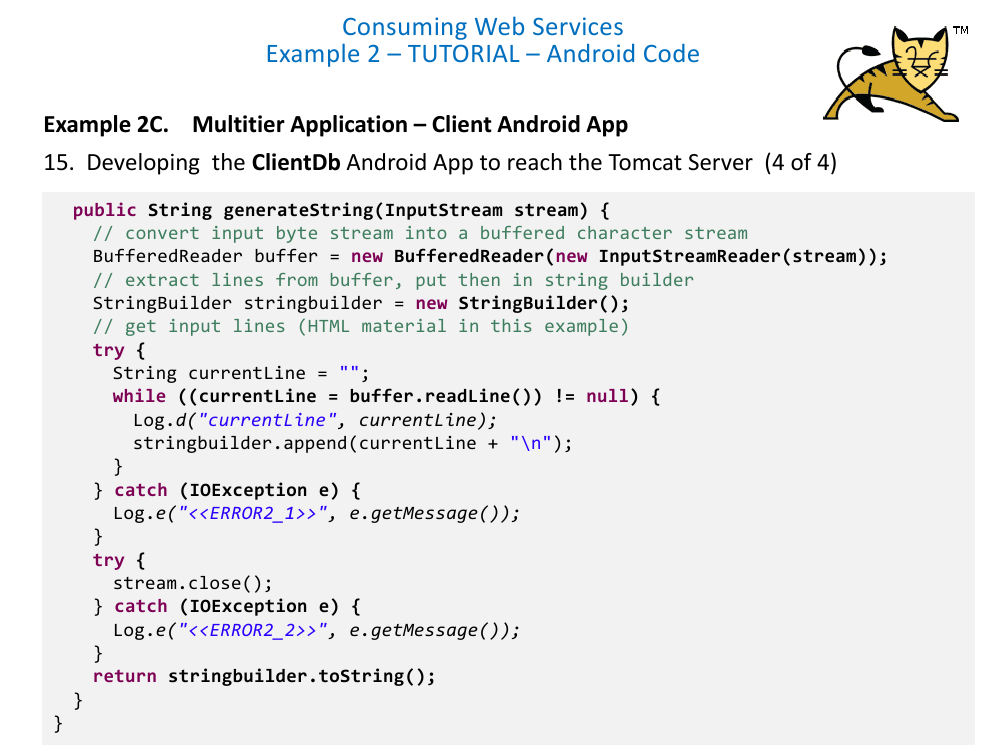 Consuming Web Services
Example 2 – TUTORIAL – Android Code
TM
Example 2C. Multitier Application – Client Android App
15. Developing the ClientDb Android App to reach the Tomcat Server (4 of 4)
public String generateString(InputStream stream) {
// convert input byte stream into a buffered character stream
BufferedReader buffer = new BufferedReader(new InputStreamReader(stream));
// extract lines from buffer, put then in string builder
StringBuilder stringbuilder = new StringBuilder();
// get input lines (HTML material in this example)
try {
String currentLine = "";
while ((currentLine = buffer.readLine()) != null) {
Log.d("currentLine", currentLine);
stringbuilder.append(currentLine + "\n");
}
} catch (IOException e) {
Log.e("<<ERROR2_1>>", e.getMessage());
}
try {
stream.close();
} catch (IOException e) {
Log.e("<<ERROR2_2>>", e.getMessage());
}
return stringbuilder.toString();
}
}